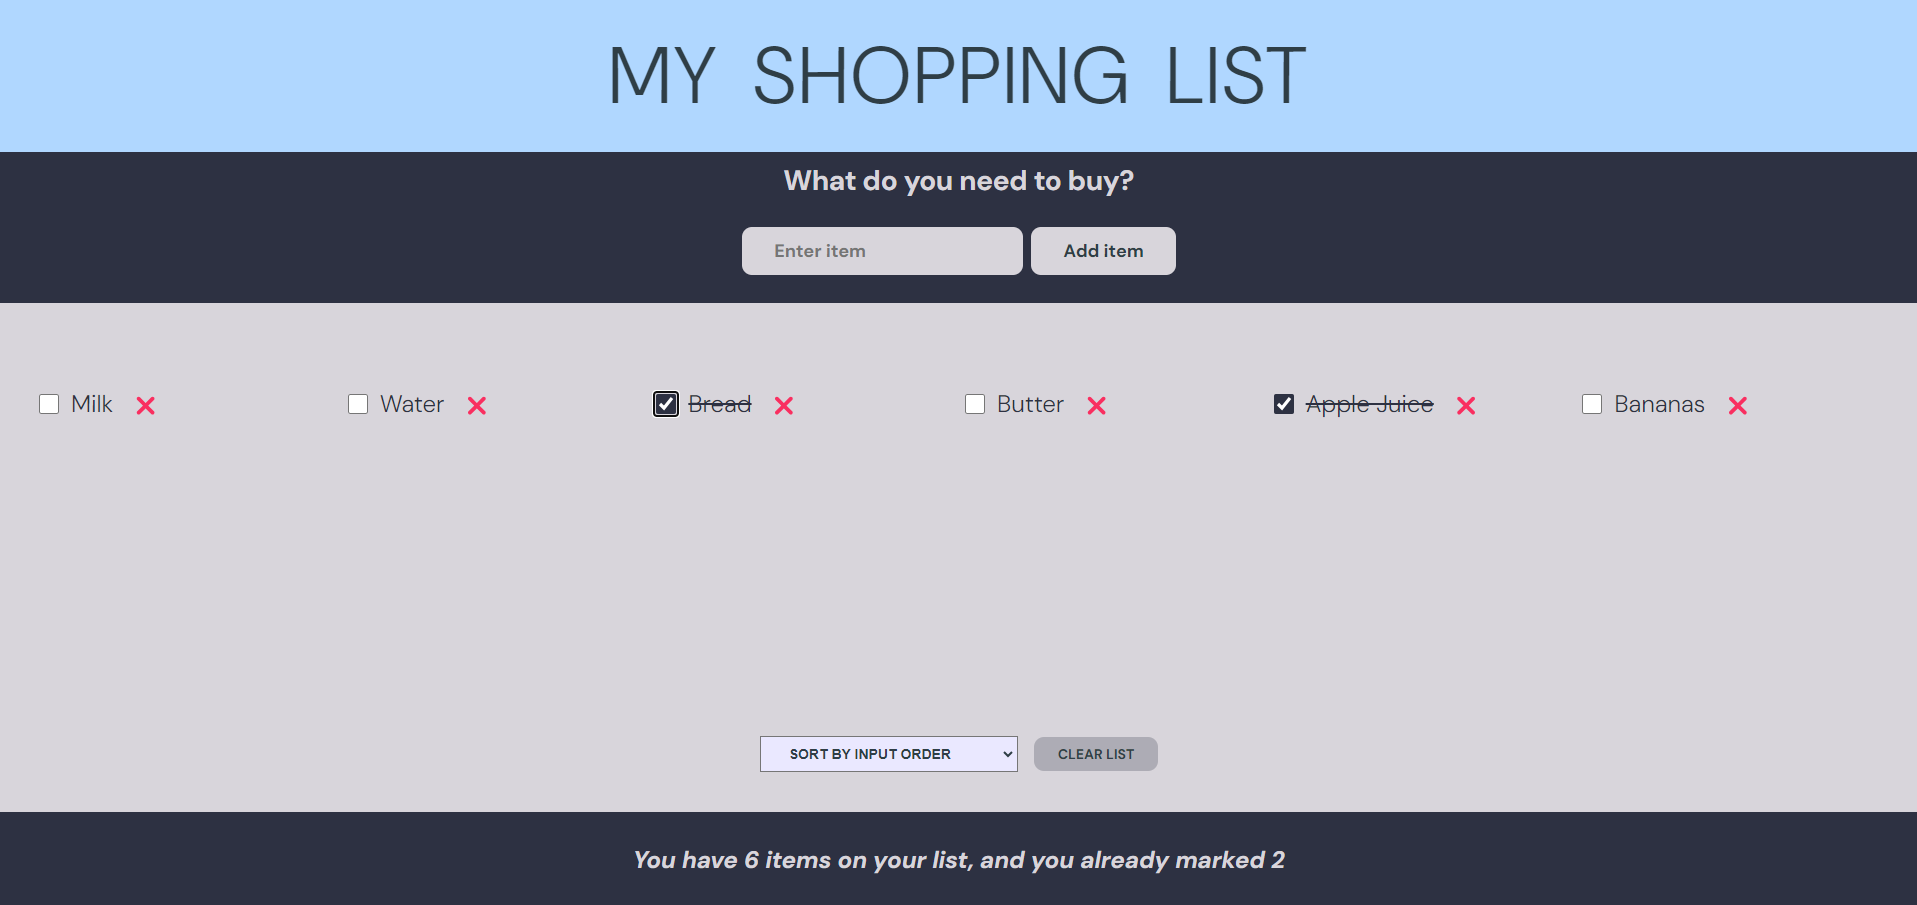 MY SHOPPING LIST
What do you need to buy?
Enter item Add item
Milk Water Bread Butter Apple Juice Bananas
SORT BY INPUT ORDER CLEAR LIST
You have 6 items on your list, and you already marked 2